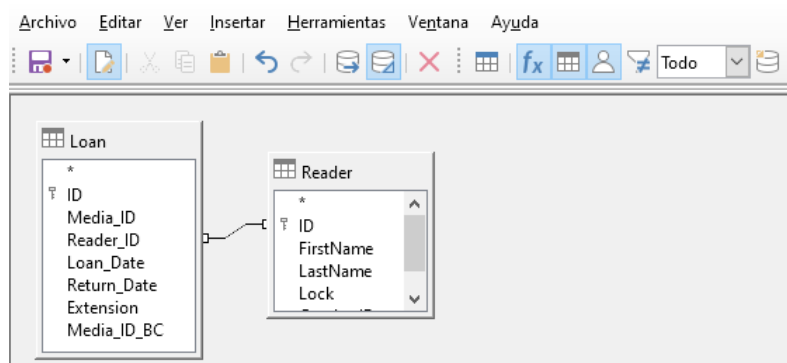 Archivo Editar Ver Insertar Herramientas Ventana Ayuda
fx Todo
Loan
*
ID
Media_ID
Reader_ID
Loan_Date
Return_Date
Extension
Media_ID_BC
Reader
*
ID
FirstName
LastName
Lock